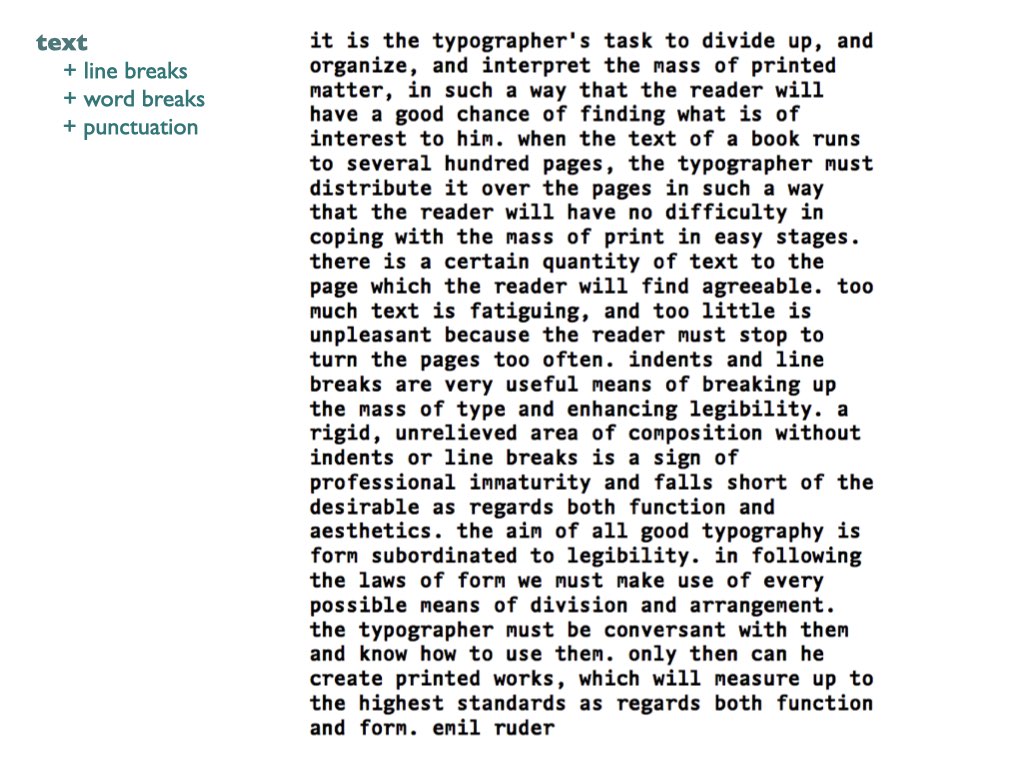 text
+ line breaks
+ word breaks
+ punctuation
it is the typographer's task to divide up, and
organize, and interpret the mass of printed
matter, in such a way that the reader will
have a good chance of finding what is of
interest to him. when the text of a book runs
to several hundred pages, the typographer must
distribute it over the pages in such a way
that the reader will have no difficulty in
coping with the mass of print in easy stages.
there is a certain quantity of text to the
page which the reader will find agreeable. too
much text is fatiguing, and too little is
unpleasant because the reader must stop to
turn the pages too often. indents and line
breaks are very useful means of breaking up
the mass of type and enhancing legibility. a
rigid, unrelieved area of composition without
indents or line breaks is a sign of
professional immaturity and falls short of the
desirable as regards both function and
aesthetics. the aim of all good typography is
form subordinated to legibility. in following
the laws of form we must make use of every
possible means of division and arrangement.
the typographer must be conversant with them
and know how to use them. only then can he
create printed works, which will measure up to
the highest standards as regards both function
and form. emil ruder